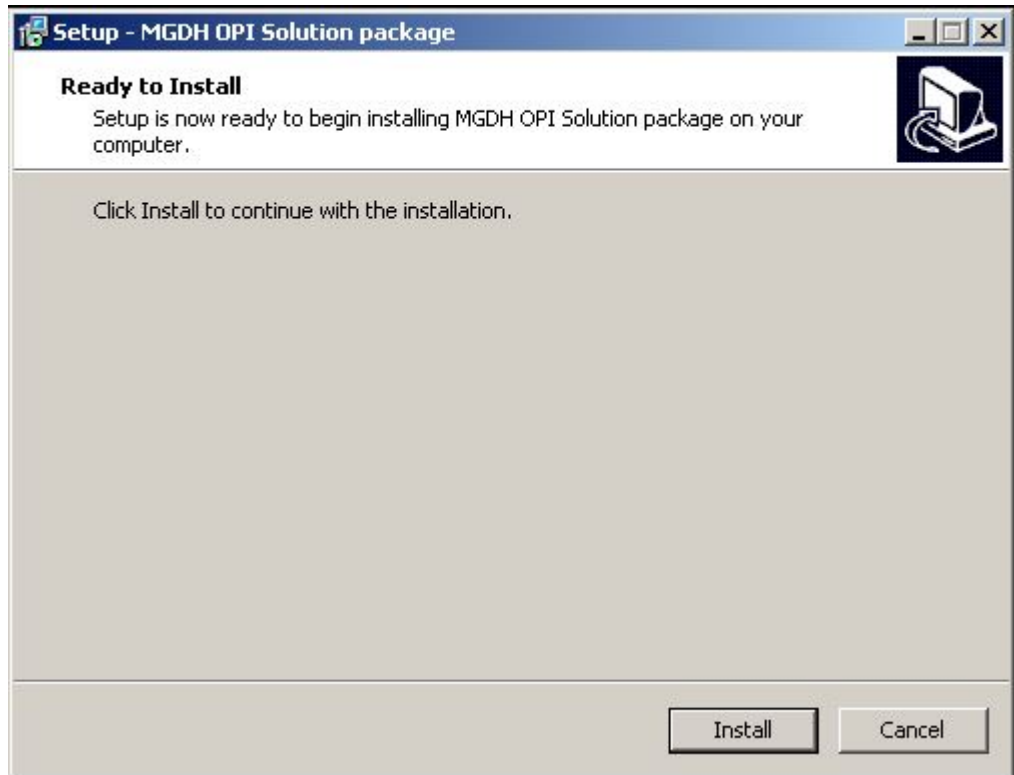 Setup - MGDH OPI Solution package
Ready to Install
Setup is now ready to begin installing MGDH OPI Solution package on your
computer.
Click Install to continue with the installation.
Install
Cancel